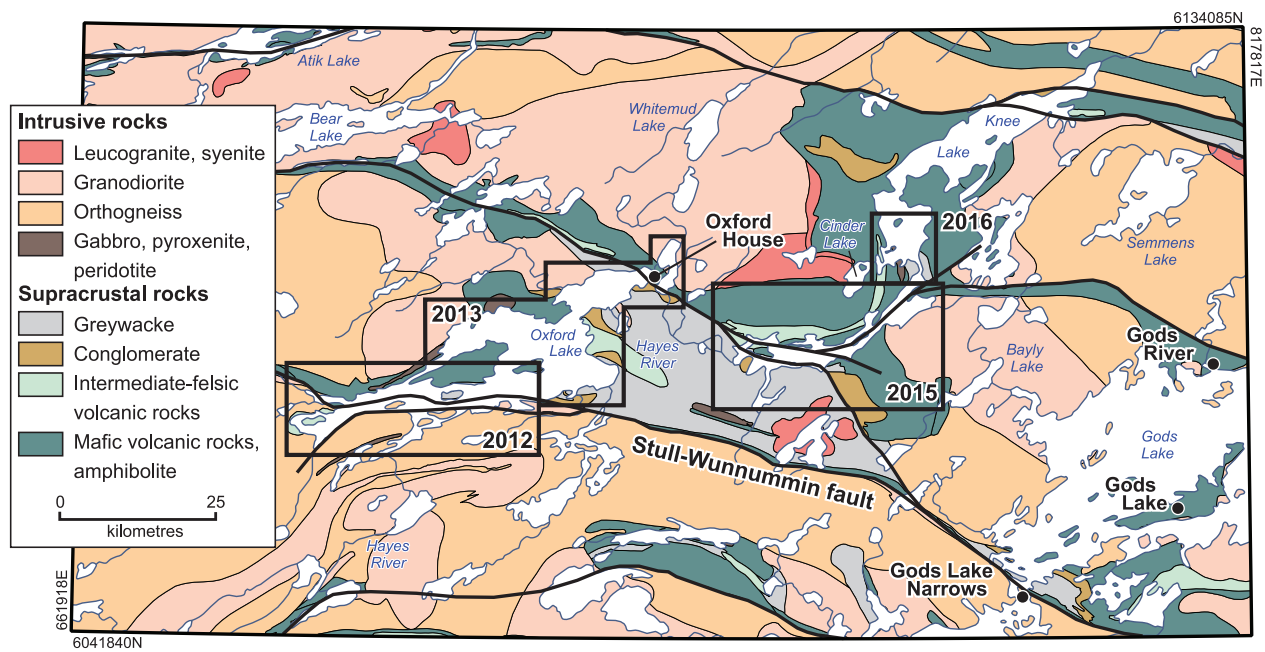 6134085N
817817E
Atik Lake
Intrusive rocks
Leucogranite, syenite
Granodiorite
Orthogneiss
Gabbro, pyroxenite,
peridotite
Supracrustal rocks
Greywacke
Conglomerate
Intermediate-felsic
volcanic rocks
Mafic volcanic rocks,
amphibolite
0
25
kilometres
Bear
Lake
Whitemud
Lake
Knee
Lake
Oxford
House
Cinder
Lake
2016
Semmens
Lake
2013
Oxford
Lake
Hayes
River
Bayly
Lake
Gods
River
2015
2012
Stull-Wunnummin fault
Gods
Lake
Gods
Lake
Hayes
River
Gods Lake
Narrows
661918E
6041840N